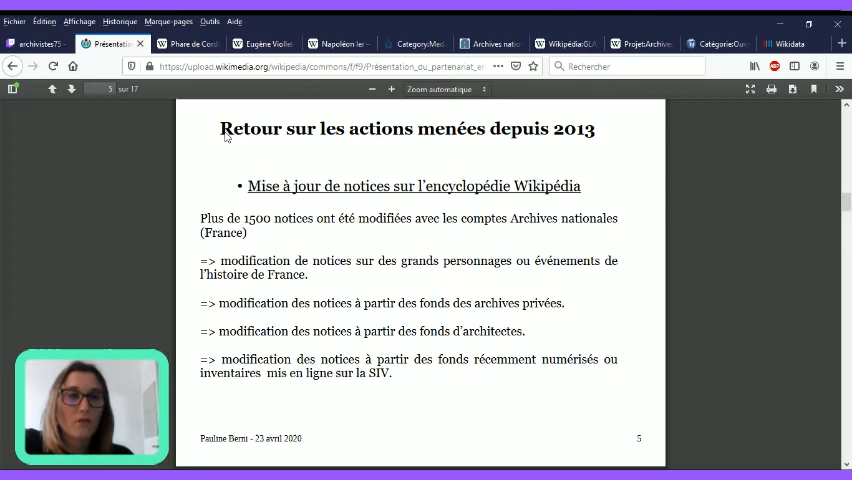 Fichier Édition Affichage Historique Marque-pages Outils Aide
archivistes75 Présentation Phare de Cord Eugène Viollet Napoléon Ier Category:Med Archives natio Wikipédia:GLA Projet:Archives Catégories:Ouv Wikidata
https://upload.wikimedia.org/wikipedia/commons/f/f9/Présentation_du_partenariat_en Rechercher
5 sur 17 Zoom automatique
Retour sur les actions menées depuis 2013
• Mise à jour de notices sur l'encyclopédie Wikipédia
Plus de 1500 notices ont été modifiées avec les comptes Archives nationales
(France)
=> modification de notices sur des grands personnages ou événements de
l'histoire de France.
=> modification des notices à partir des fonds des archives privées.
=> modification des notices à partir des fonds d'architectes.
=> modification des notices à partir des fonds récemment numérisés ou
inventaires mis en ligne sur la SIV.
Pauline Berni - 23 avril 2020 5